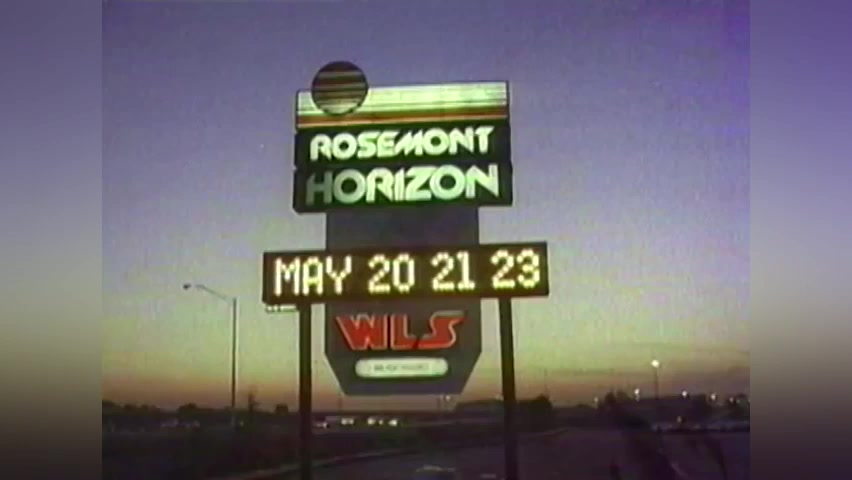 ROSEMONT
HORIZON
MAY 20 21 23
WLS